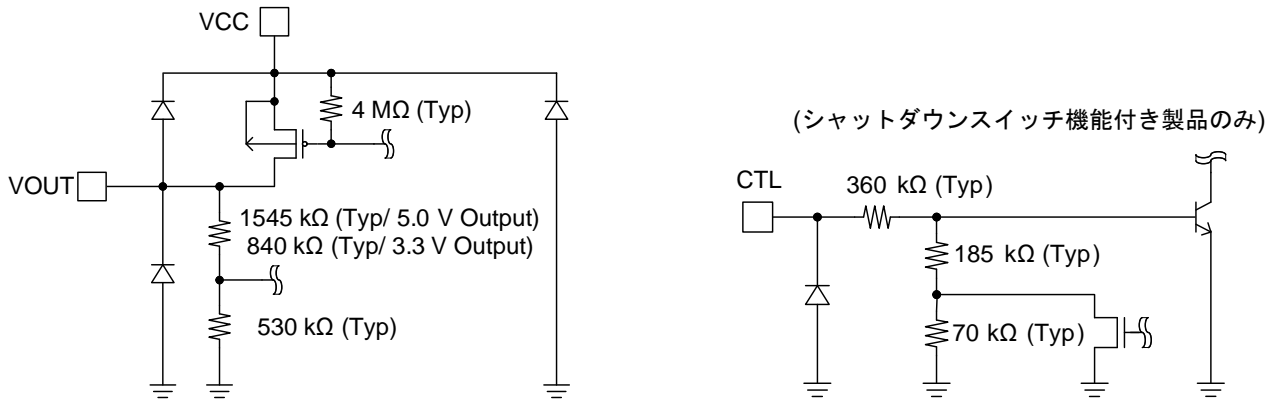 VCC
4 MΩ (Typ)
VOUT
1545 kΩ (Typ/ 5.0 V Output)
840 kΩ (Typ/ 3.3 V Output)
530 kΩ (Typ)
(シャットダウンスイッチ機能付き製品のみ)
CTL
360 kΩ (Typ)
185 kΩ (Typ)
70 kΩ (Typ)